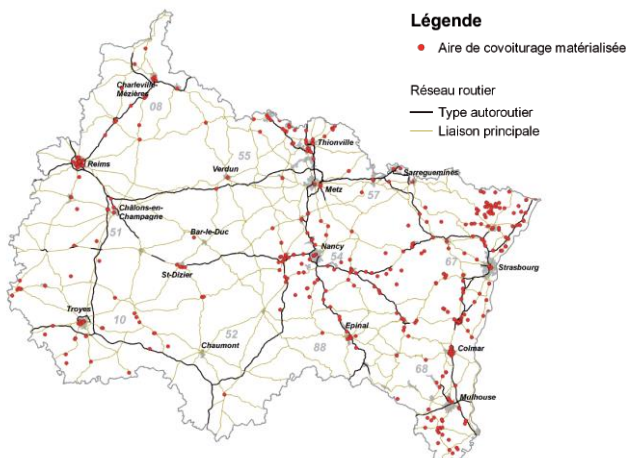 Légende
Aire de covoiturage matérialisée
Réseau routier
Type autoroutier
Liaison principale
Charleville-
Mézières
08
Thionville
55
Reims
Verdun
Metz
Sarreguemines
57
Châlons-en-
Champagne
51
Bar-le-Duc
Nancy
54
67
St-Dizier
Strasbourg
Troyes
10
Epinal
52
Chaumont
88
Colmar
68
Mulhouse